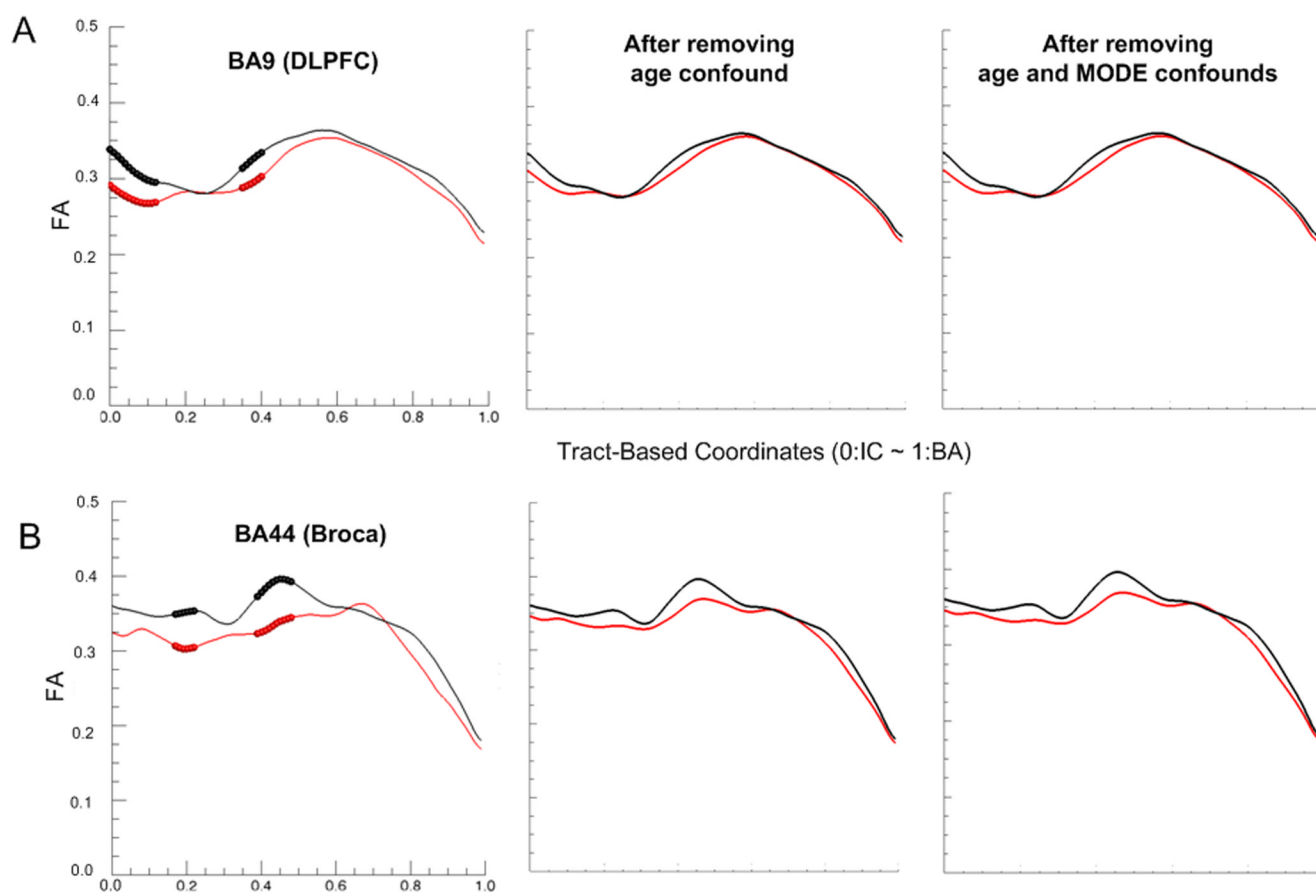 A
BA9 (DLPFC)
After removing
age confound
After removing
age and MODE confounds
FA
0.5
0.4
0.3
0.2
0.1
0.0
0.0 0.2 0.4 0.6 0.8 1.0
Tract-Based Coordinates (0:IC ~ 1:BA)
B
BA44 (Broca)
FA
0.5
0.4
0.3
0.2
0.1
0.0
0.0 0.2 0.4 0.6 0.8 1.0